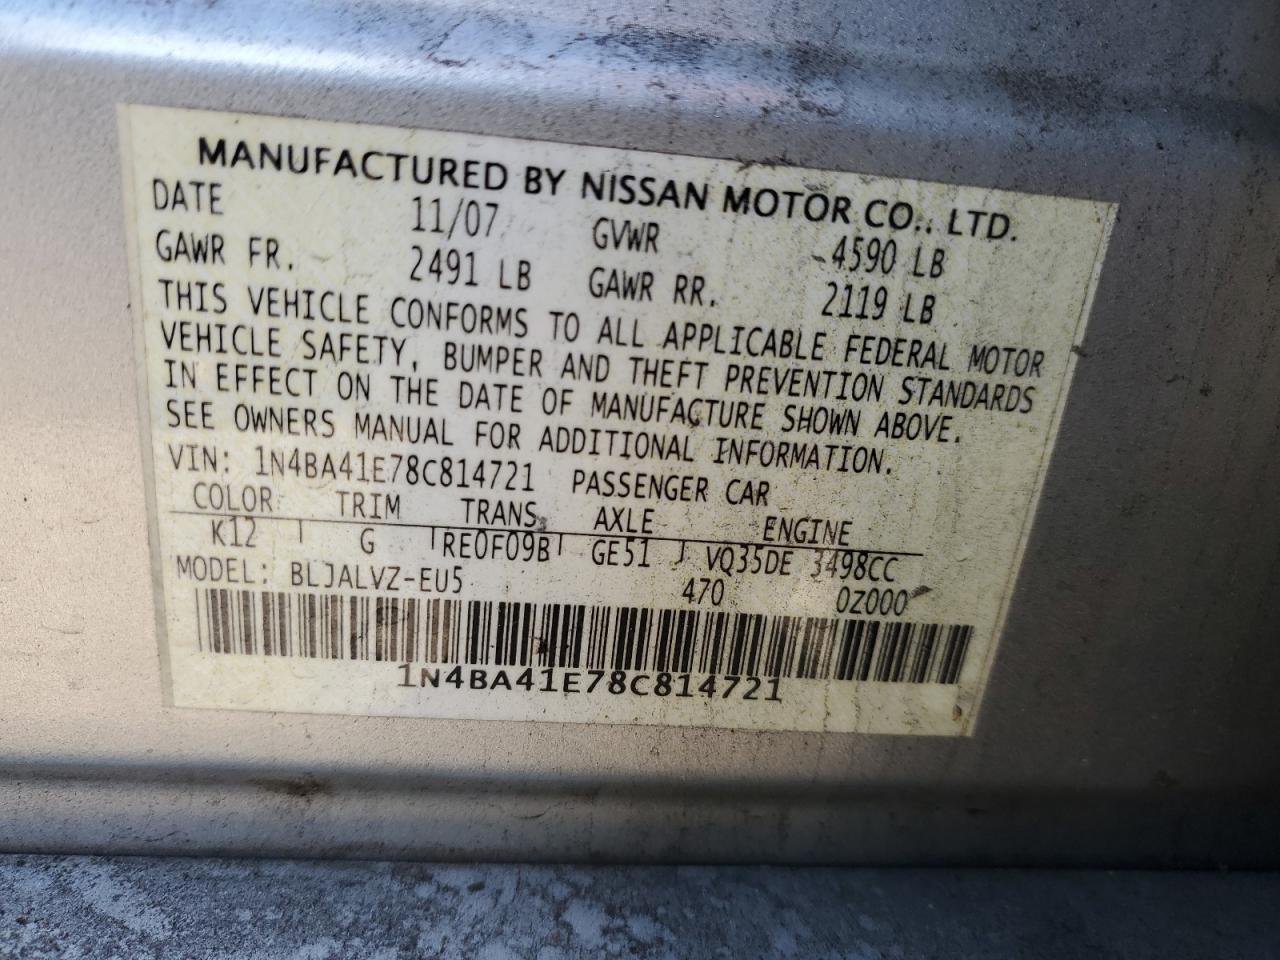 MANUFACTURED BY NISSAN MOTOR CO., LTD.
DATE 11/07 GVWR 4590 LB
GAWR FR. 2491 LB GAWR RR. 2119 LB
THIS VEHICLE CONFORMS TO ALL APPLICABLE FEDERAL MOTOR
VEHICLE SAFETY, BUMPER AND THEFT PREVENTION STANDARDS
IN EFFECT ON THE DATE OF MANUFACTURE SHOWN ABOVE.
SEE OWNERS MANUAL FOR ADDITIONAL INFORMATION.
VIN: 1N4BA41E78C814721 PASSENGER CAR
COLOR TRIM TRANS AXLE ENGINE
K12 G RE0F09B GE51 VQ35DE 3498CC
MODEL: BLJALVZ-EU5 470 0Z000
1N4BA41E78C814721